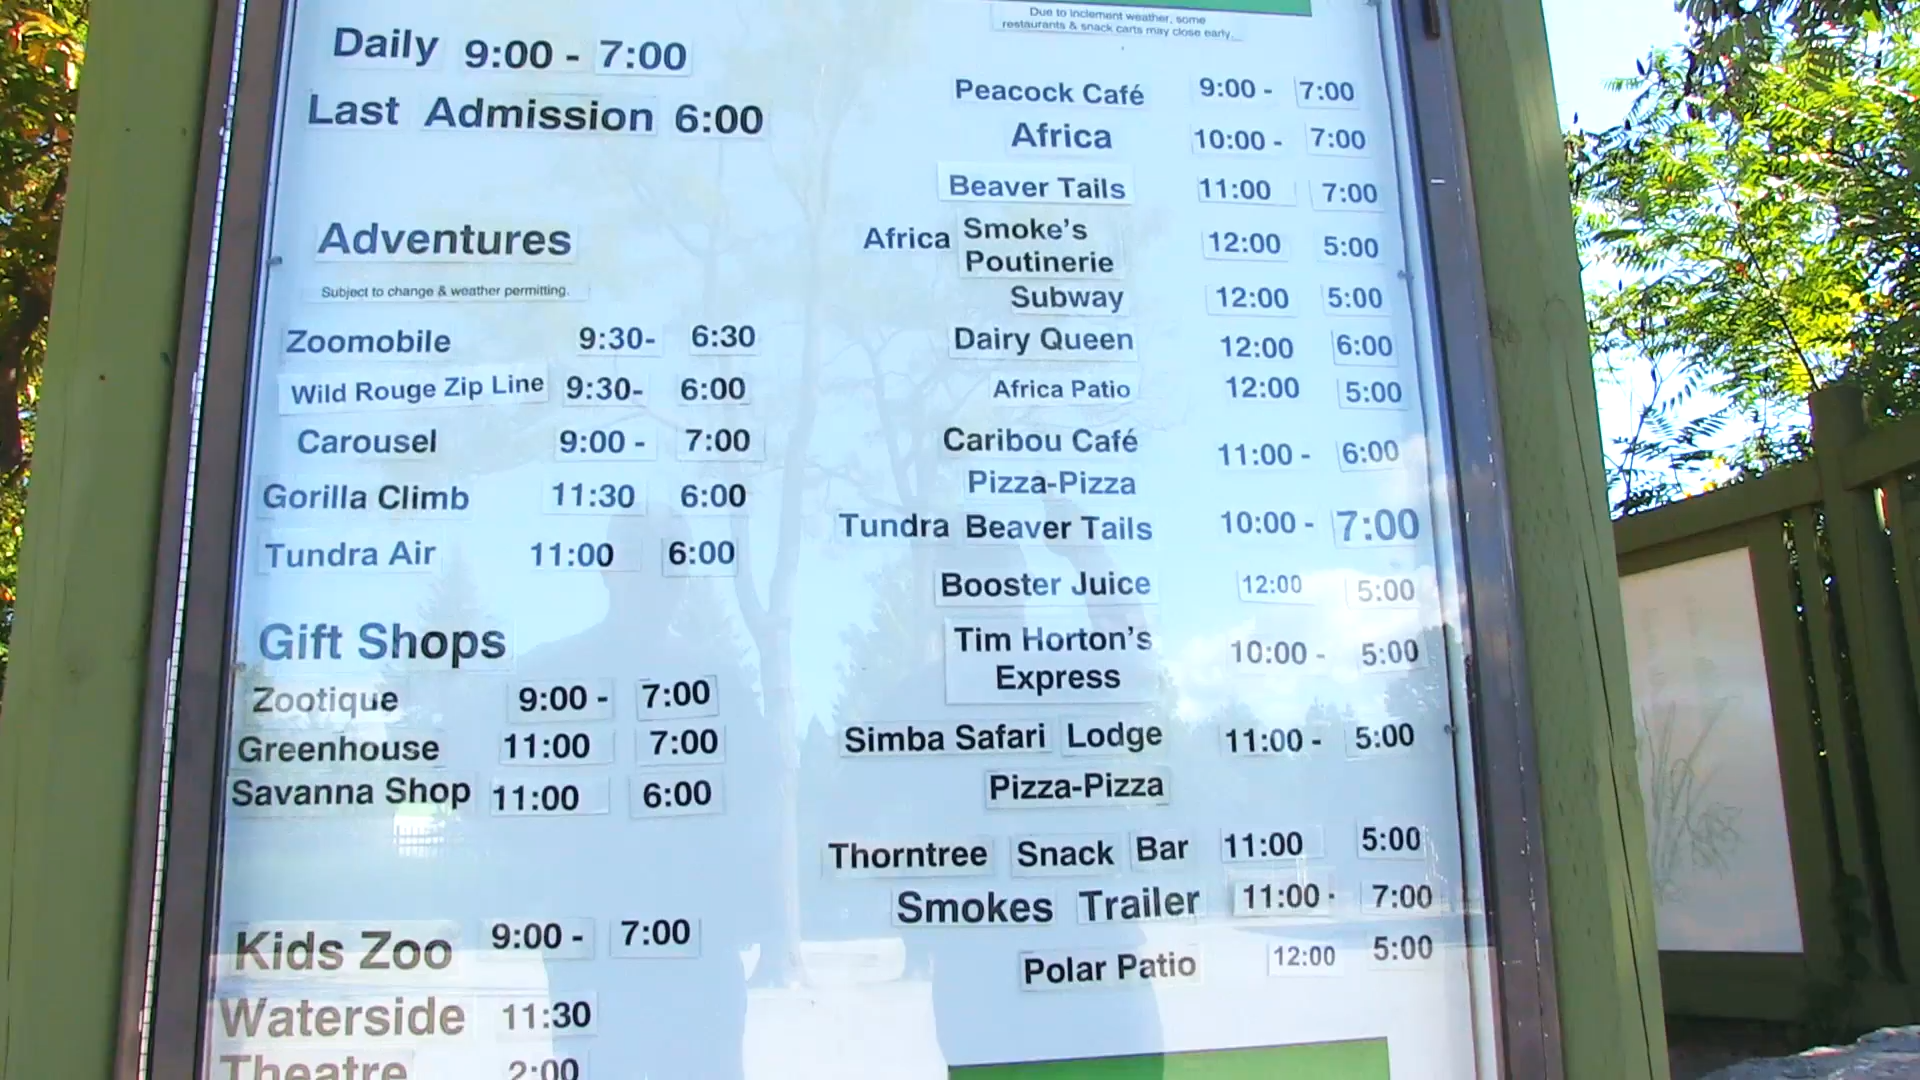 Daily 9:00 - 7:00
Last Admission 6:00
Adventures
Subject to change & weather permitting.
Zoomobile 9:30- 6:30
Wild Rouge Zip Line 9:30- 6:00
Carousel 9:00 - 7:00
Gorilla Climb 11:30 6:00
Tundra Air 11:00 6:00
Gift Shops
Zootique 9:00 - 7:00
Greenhouse 11:00 7:00
Savanna Shop 11:00 6:00
Kids Zoo 9:00 - 7:00
Waterside 11:30
Theatre 2:00
Due to inclement weather, some
restaurants & snack carts may close early.
Peacock Café 9:00 - 7:00
Africa 10:00 - 7:00
Beaver Tails 11:00 7:00
Africa Smoke's 12:00 5:00
Poutinerie
Subway 12:00 5:00
Dairy Queen 12:00 6:00
Africa Patio 12:00 5:00
Caribou Café 11:00 - 6:00
Pizza-Pizza
Tundra Beaver Tails 10:00 - 7:00
Booster Juice 12:00 5:00
Tim Horton's 10:00 - 5:00
Express
Simba Safari Lodge 11:00 - 5:00
Pizza-Pizza
Thorntree Snack Bar 11:00 5:00
Smokes Trailer 11:00 - 7:00
Polar Patio 12:00 5:00